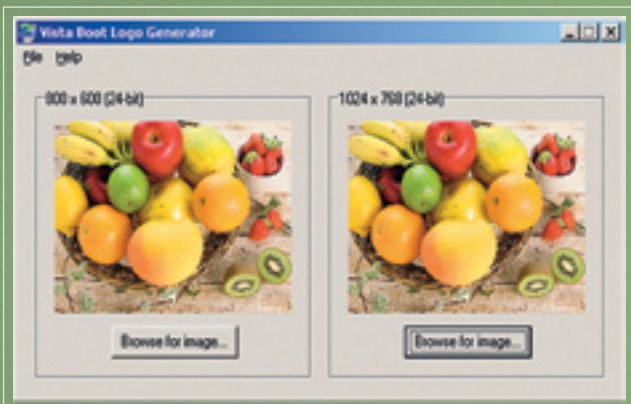 Vista Boot Logo Generator
File Help
800 x 600 (24-bit)
1024 x 768 (24-bit)
Browse for image...
Browse for image...